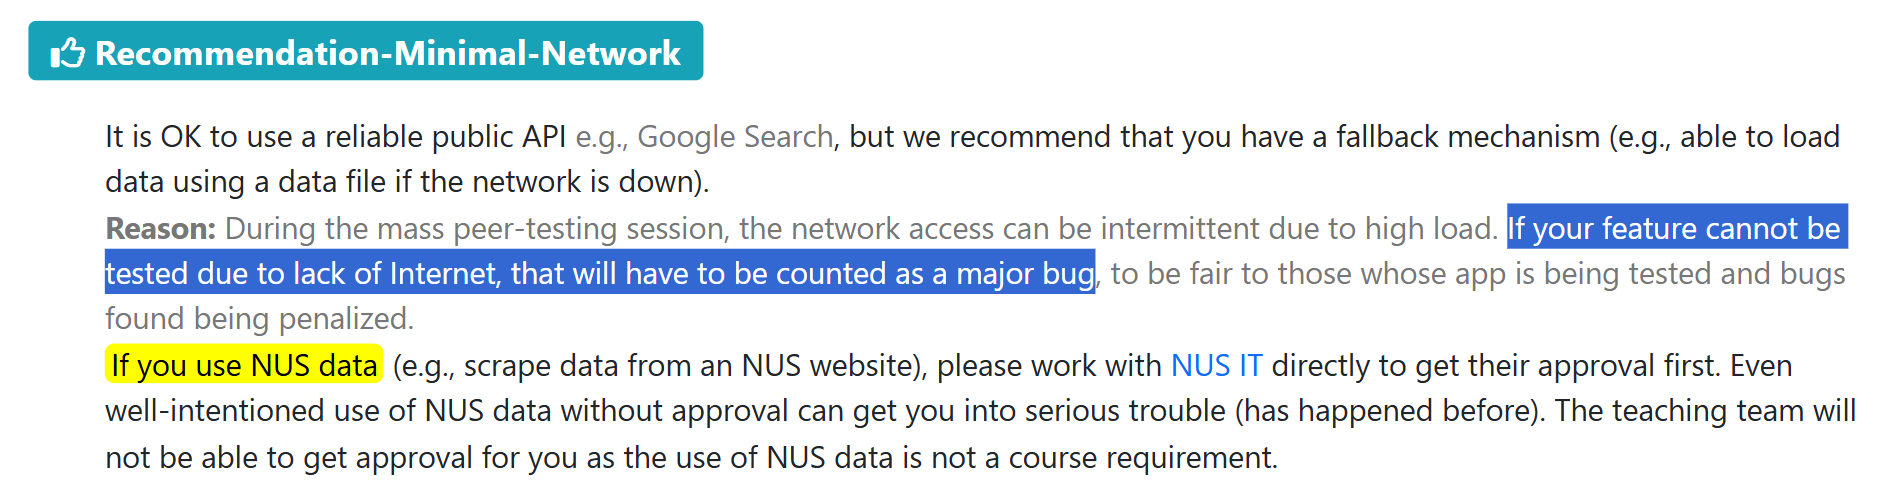 Recommendation-Minimal-Network
It is OK to use a reliable public API e.g., Google Search, but we recommend that you have a fallback mechanism (e.g., able to load
data using a data file if the network is down).
Reason: During the mass peer-testing session, the network access can be intermittent due to high load. If your feature cannot be
tested due to lack of Internet, that will have to be counted as a major bug, to be fair to those whose app is being tested and bugs
found being penalized.
If you use NUS data (e.g., scrape data from an NUS website), please work with NUS IT directly to get their approval first. Even
well-intentioned use of NUS data without approval can get you into serious trouble (has happened before). The teaching team will
not be able to get approval for you as the use of NUS data is not a course requirement.